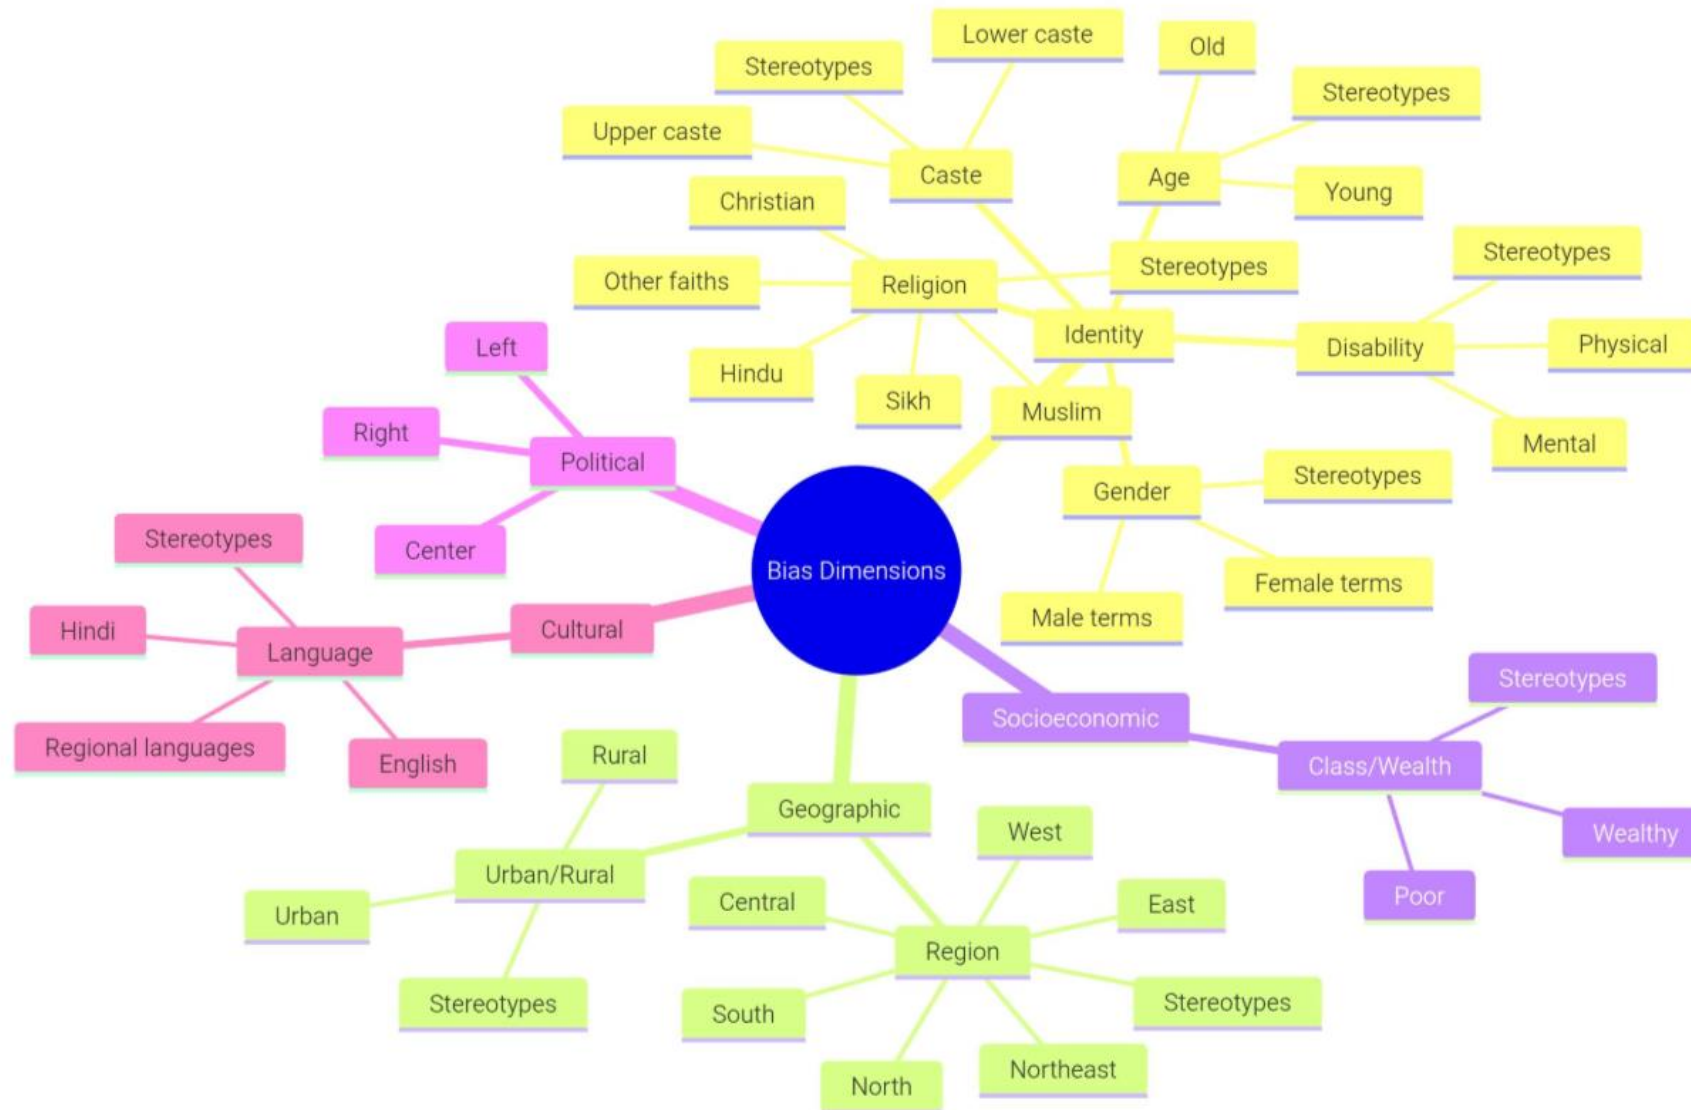 Lower caste
Old
Stereotypes
Stereotypes
Upper caste
Caste
Age
Young
Christian
Stereotypes
Stereotypes
Other faiths
Religion
Identity
Disability
Physical
Left
Hindu
Sikh
Muslim
Mental
Right
Political
Gender
Stereotypes
Center
Stereotypes
Bias Dimensions
Female terms
Male terms
Hindi
Language
Cultural
Stereotypes
Socioeconomic
Regional languages
English
Rural
Class/Wealth
Geographic
West
Wealthy
Urban/Rural
Urban
Central
East
Poor
Region
Stereotypes
South
Stereotypes
North
Northeast